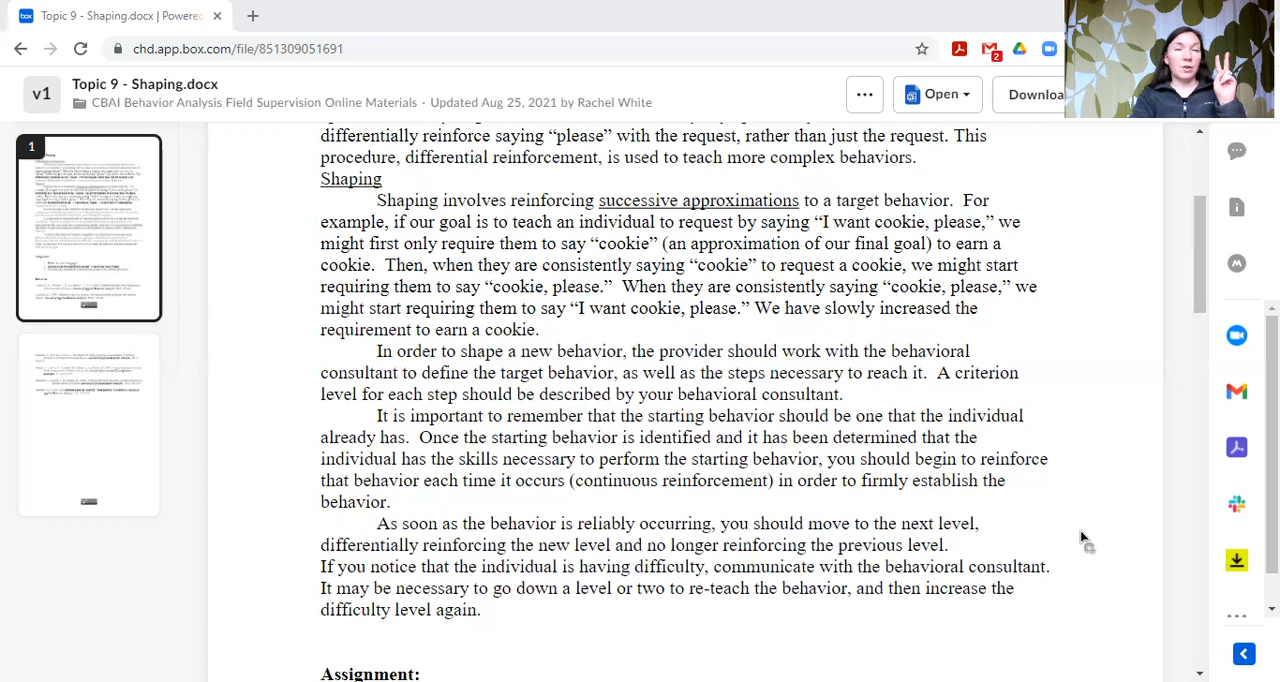 Topic 9 - Shaping.docx | Powere
chd.app.box.com/file/851309051691
2
v1
Topic 9 - Shaping.docx
CBAI Behavior Analysis Field Supervision Online Materials · Updated Aug 25, 2021 by Rachel White
Open
Downloa
1
differentially reinforce saying “please” with the request, rather than just the request. This
procedure, differential reinforcement, is used to teach more complex behaviors.
Shaping
Shaping involves reinforcing successive approximations to a target behavior. For
example, if our goal is to teach an individual to request by saying “I want cookie, please,” we
might first only require them to say “cookie” (an approximation of our final goal) to earn a
cookie. Then, when they are consistently saying “cookie” to request a cookie, we might start
requiring them to say “cookie, please.” When they are consistently saying “cookie, please,” we
might start requring them to say “I want cookie, please.” We have slowly increased the
requirement to earn a cookie.
In order to shape a new behavior, the provider should work with the behavioral
consultant to define the new behavior, as well as the steps necessary to reach it. A criterion
level for each step should be described by your behavioral consultant.
It is important to remember that the starting behavior should be one that the individual
already has. Once the starting behavior is identified and it has been determined that the
individual has the skills necessary to perform the starting behavior, you should begin to reinforce
that behavior each time it occurs (continuous reinforcement) in order to firmly establish the
behavior.
As soon as the behavior is reliably occurring, you should move to the next level,
differentially reinforcing the new level and no longer reinforcing the previous level.
If you notice that the individual is having difficulty, communicate with the behavioral consultant.
It may be necessary to go down a level or two to re-teach the behavior, and then increase the
difficulty level again.
Assignment: